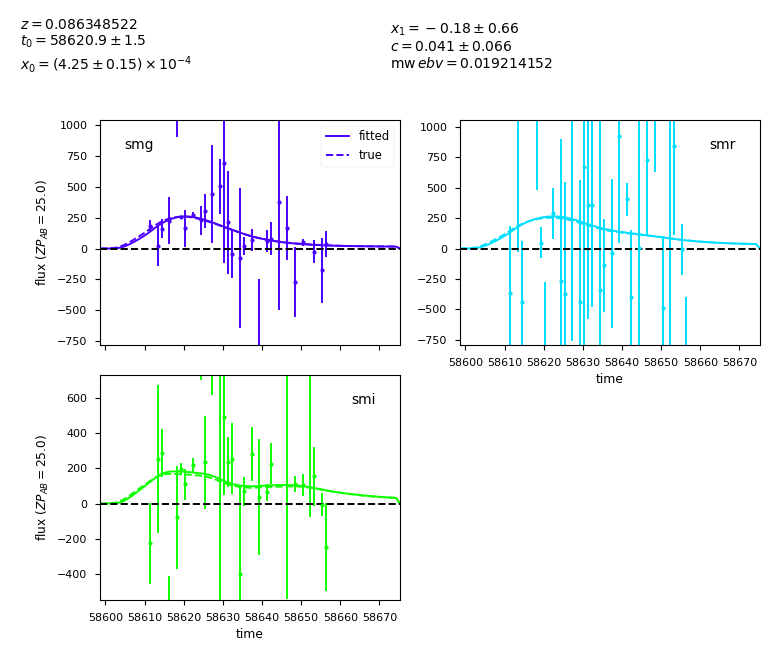 z = 0.086348522
t₀ = 58620.9 ± 1.5
x₀ = (4.25 ± 0.15) × 10⁻⁴
x₁ = −0.18 ± 0.66
c = 0.041 ± 0.066
mw ebv = 0.019214152
smg
fitted
true
1000
750
500
250
0
−250
−500
−750
flux (ZP_AB = 25.0)
smr
1000
750
500
250
0
−250
−500
−750
58600 58610 58620 58630 58640 58650 58660 58670
time
smi
600
400
200
0
−200
−400
flux (ZP_AB = 25.0)
58600 58610 58620 58630 58640 58650 58660 58670
time